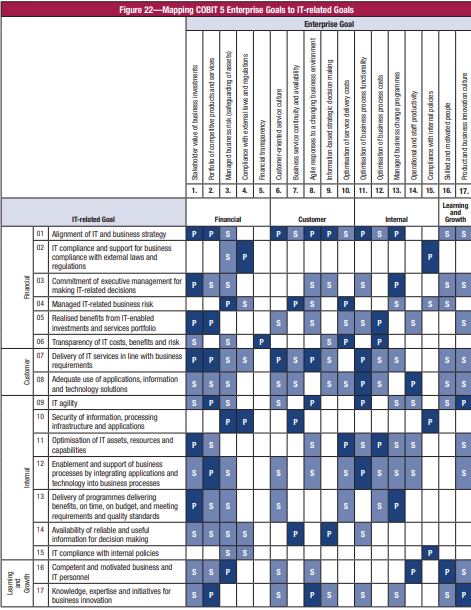 Figure 22—Mapping COBIT 5 Enterprise Goals to IT-related Goals
Enterprise Goal
Stakeholder value of business investments
Portfolio of competitive products and services
Managed business risk (safeguarding of assets)
Compliance with external laws and regulations
Financial transparency
Customer-oriented service culture
Business service continuity and availability
Agile responses to a changing business environment
Information-based strategic decision making
Optimisation of service delivery costs
Optimisation of business process functionality
Optimisation of business process costs
Managed business change programmes
Operational and staff productivity
Compliance with internal policies
Skilled and motivated people
Product and business innovation culture
1. 2. 3. 4. 5. 6. 7. 8. 9. 10. 11. 12. 13. 14. 15. 16. 17.
IT-related Goal Financial Customer Internal Learning
and
Growth
Financial
01 Alignment of IT and business strategy P P S P S P P S P S P S S
02 IT compliance and support for business
compliance with external laws and
regulations S P P
03 Commitment of executive management for
making IT-related decisions P S S S S S P S S
04 Managed IT-related business risk P S P S P S S S
05 Realised benefits from IT-enabled
investments and services portfolio P P S S S S P S S
06 Transparency of IT costs, benefits and risk S S P S P P
Customer
07 Delivery of IT services in line with business
requirements P P S S P S P S P S S S S
08 Adequate use of applications, information
and technology solutions S S S S S S S S P S P S S
Internal
09 IT agility S P S S P P S S S P
10 Security of information, processing
infrastructure and applications P P P P
11 Optimisation of IT assets, resources and
capabilities P S S P S P S S S
12 Enablement and support of business
processes by integrating applications and
technology into business processes S P S S S S P S S S S
13 Delivery of programmes delivering
benefits, on time, on budget, and meeting
requirements and quality standards P S S S S S P
14 Availability of reliable and useful
information for decision making S S S S P P S
15 IT compliance with internal policies S S P
Learning
and
Growth
16 Competent and motivated business and
IT personnel S S P S S P P S
17 Knowledge, expertise and initiatives for
business innovation S P S P S S S S P